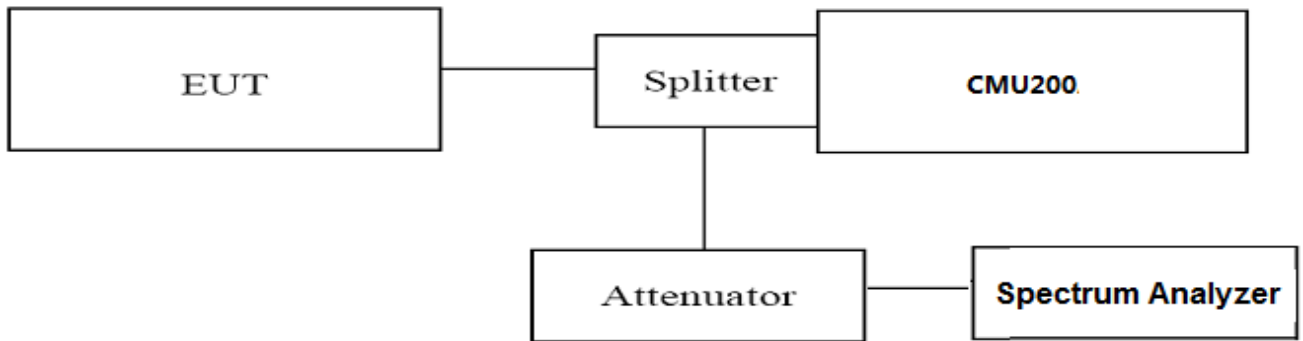 EUT
Splitter
CMU200
Attenuator
Spectrum Analyzer